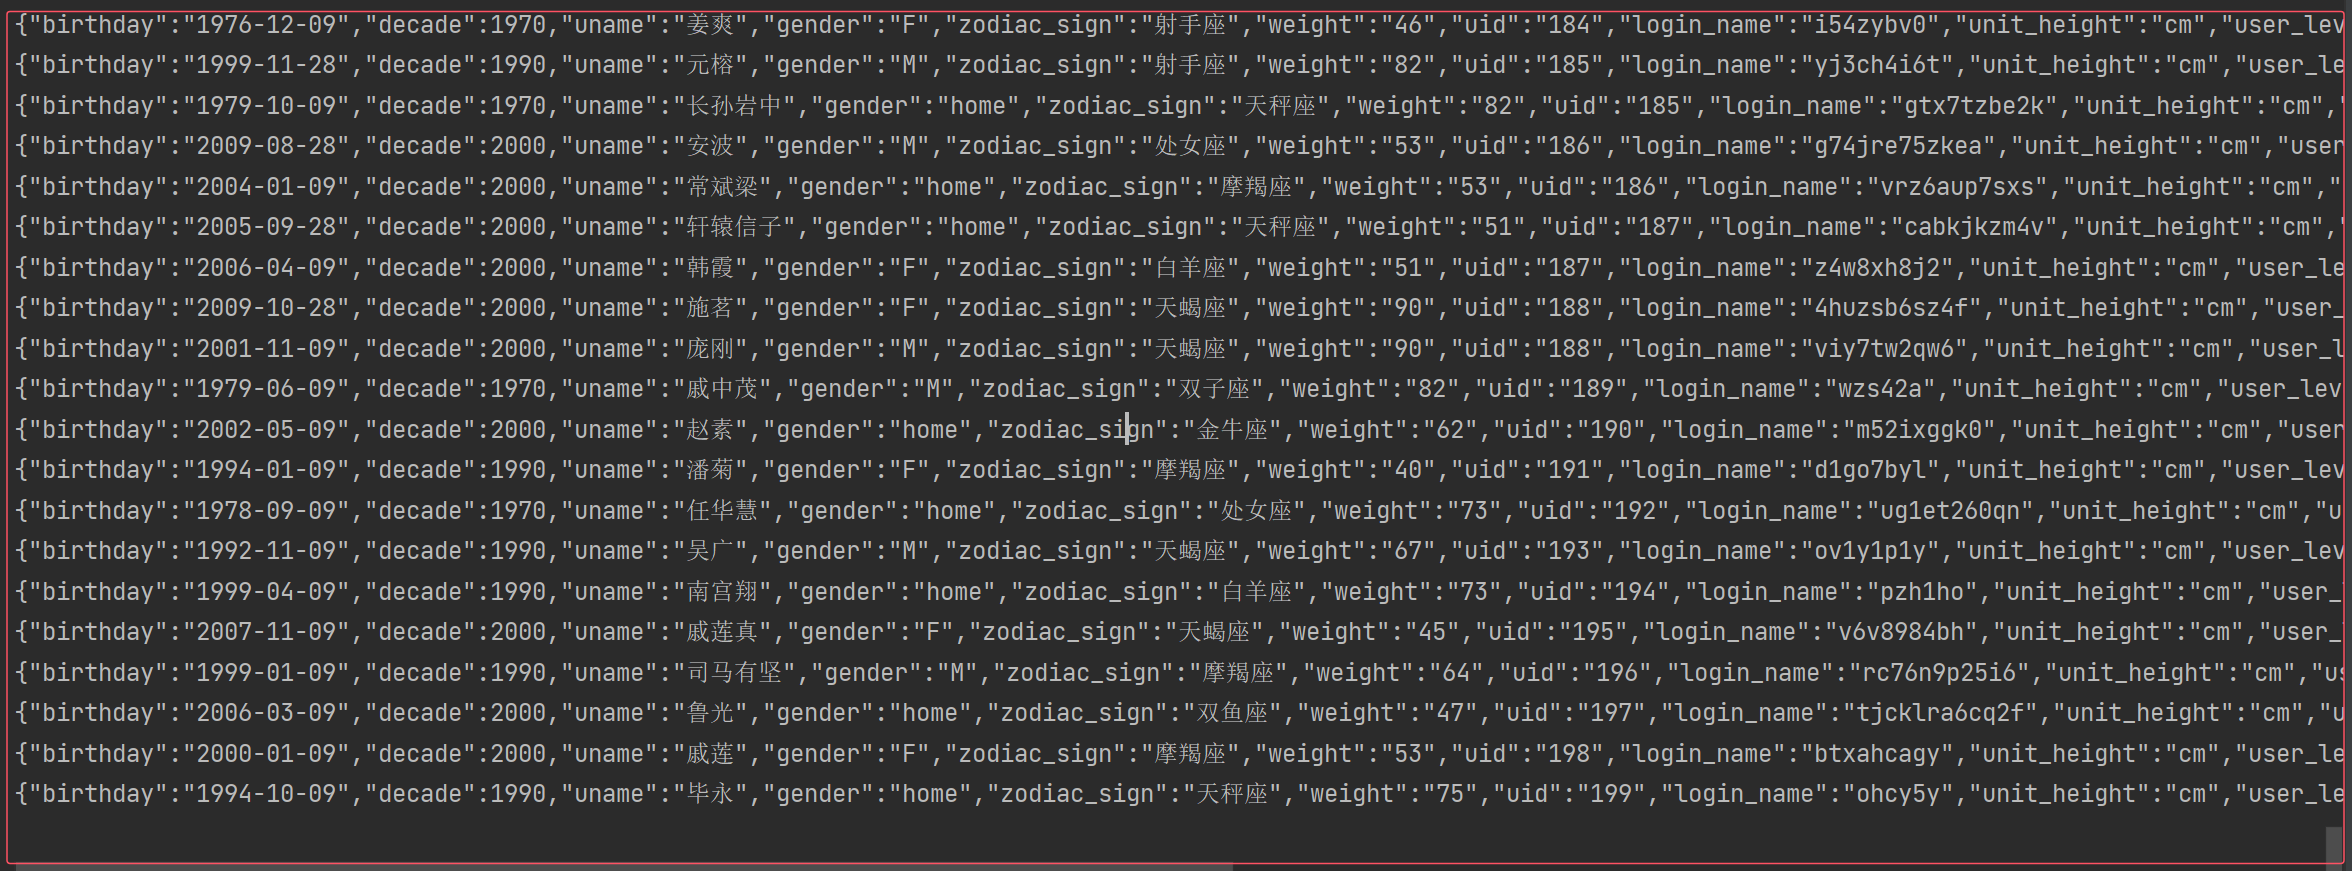 {"birthday":"1976-12-09","decade":1970,"uname":"姜爽","gender":"F","zodiac_sign":"射手座","weight":"46","uid":"184","login_name":"i54zybv0","unit_height":"cm","user_lev
{"birthday":"1999-11-28","decade":1990,"uname":"元榕","gender":"M","zodiac_sign":"射手座","weight":"82","uid":"185","login_name":"yj3ch4i6t","unit_height":"cm","user_le
{"birthday":"1979-10-09","decade":1970,"uname":"长孙岩中","gender":"home","zodiac_sign":"天秤座","weight":"82","uid":"185","login_name":"gtx7tzbe2k","unit_height":"cm","
{"birthday":"2009-08-28","decade":2000,"uname":"安波","gender":"M","zodiac_sign":"处女座","weight":"53","uid":"186","login_name":"g74jre75zkea","unit_height":"cm","user
{"birthday":"2004-01-09","decade":2000,"uname":"常斌梁","gender":"home","zodiac_sign":"摩羯座","weight":"53","uid":"186","login_name":"vrz6aup7sxs","unit_height":"cm","
{"birthday":"2005-09-28","decade":2000,"uname":"轩辕信子","gender":"home","zodiac_sign":"天秤座","weight":"51","uid":"187","login_name":"cabkjkzm4v","unit_height":"cm","
{"birthday":"2006-04-09","decade":2000,"uname":"韩霞","gender":"F","zodiac_sign":"白羊座","weight":"51","uid":"187","login_name":"z4w8xh8j2","unit_height":"cm","user_le
{"birthday":"2009-10-28","decade":2000,"uname":"施茗","gender":"F","zodiac_sign":"天蝎座","weight":"90","uid":"188","login_name":"4huzsb6sz4f","unit_height":"cm","user_
{"birthday":"2001-11-09","decade":2000,"uname":"庞刚","gender":"M","zodiac_sign":"天蝎座","weight":"90","uid":"188","login_name":"viy7tw2qw6","unit_height":"cm","user_l
{"birthday":"1979-06-09","decade":1970,"uname":"戚中茂","gender":"M","zodiac_sign":"双子座","weight":"82","uid":"189","login_name":"wzs42a","unit_height":"cm","user_lev
{"birthday":"2002-05-09","decade":2000,"uname":"赵素","gender":"home","zodiac_sign":"金牛座","weight":"62","uid":"190","login_name":"m52ixggk0","unit_height":"cm","user
{"birthday":"1994-01-09","decade":1990,"uname":"潘菊","gender":"F","zodiac_sign":"摩羯座","weight":"40","uid":"191","login_name":"d1go7byl","unit_height":"cm","user_lev
{"birthday":"1978-09-09","decade":1970,"uname":"任华慧","gender":"home","zodiac_sign":"处女座","weight":"73","uid":"192","login_name":"ug1et260qn","unit_height":"cm","u
{"birthday":"1992-11-09","decade":1990,"uname":"吴广","gender":"M","zodiac_sign":"天蝎座","weight":"67","uid":"193","login_name":"ov1y1p1y","unit_height":"cm","user_lev
{"birthday":"1999-04-09","decade":1990,"uname":"南宫翔","gender":"home","zodiac_sign":"白羊座","weight":"73","uid":"194","login_name":"pzh1ho","unit_height":"cm","user_
{"birthday":"2007-11-09","decade":2000,"uname":"戚莲真","gender":"F","zodiac_sign":"天蝎座","weight":"45","uid":"195","login_name":"v6v8984bh","unit_height":"cm","user_
{"birthday":"1999-01-09","decade":1990,"uname":"司马有坚","gender":"M","zodiac_sign":"摩羯座","weight":"64","uid":"196","login_name":"rc76n9p25i6","unit_height":"cm","us
{"birthday":"2006-03-09","decade":2000,"uname":"鲁光","gender":"home","zodiac_sign":"双鱼座","weight":"47","uid":"197","login_name":"tjcklra6cq2f","unit_height":"cm","u
{"birthday":"2000-01-09","decade":2000,"uname":"戚莲","gender":"F","zodiac_sign":"摩羯座","weight":"53","uid":"198","login_name":"btxahcagy","unit_height":"cm","user_le
{"birthday":"1994-10-09","decade":1990,"uname":"毕永","gender":"home","zodiac_sign":"天秤座","weight":"75","uid":"199","login_name":"ohcy5y","unit_height":"cm","user_le